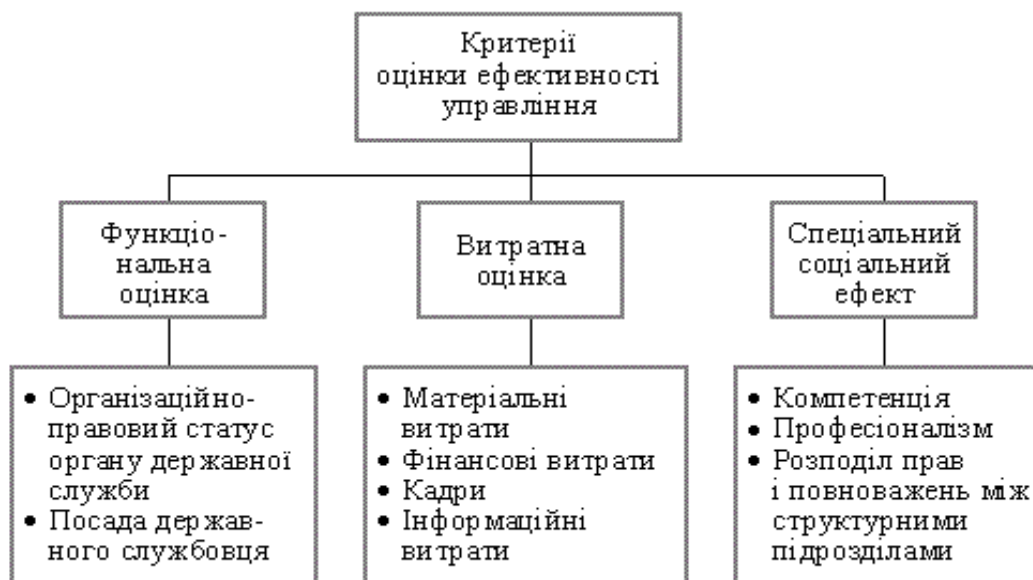 Критерії
оцінки ефективності
управління
Функціо-
нальна
оцінка
Витратна
оцінка
Спеціальний
соціальний
ефект
• Організаційно-
правовий статус
органу державної
служби
• Посада держав-
ного службовця
• Матеріальні
витрати
• Фінансові витрати
• Кадри
• Інформаційні
витрати
• Компетенція
• Професіоналізм
• Розподіл прав
і повноважень між
структурними
підрозділами